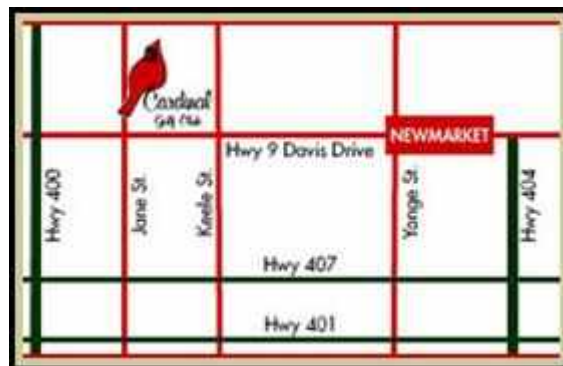 Cardinal
Golf Club
NEWMARKET
Hwy 9 Davis Drive
Hwy 400
Jane St.
Keele St.
Yonge St.
Hwy 404
Hwy 407
Hwy 401